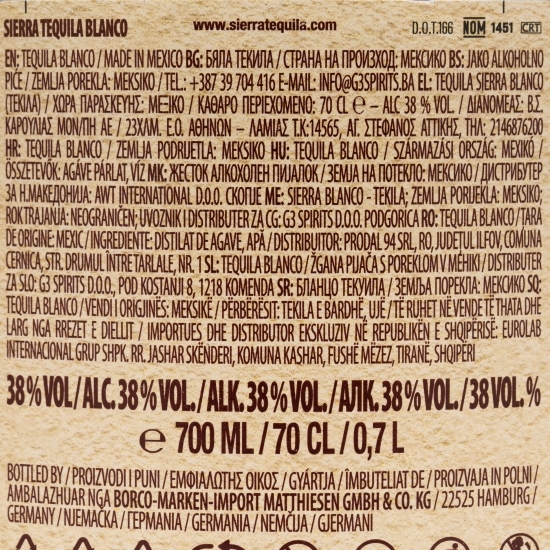 SIERRA TEQUILA BLANCO www.sierratequila.com D.O.T.166 NOM 1451 CRT
EN: TEQUILA BLANCO / MADE IN MEXICO BG: БЯЛА ТЕКИЛА / СТРАНА НА ПРОИЗХОД: МЕКСИКО BS: JAKO ALKOHOLNO
PIĆE / ZEMLJA POREKLA: MEKSIKO / TEL.: +387 39 704 416 E-MAIL: INFO@G3SPIRITS.BA EL: TEQUILA SIERRA BLANCO
(ΤΕΚΙΛΑ) / ΧΩΡΑ ΠΑΡΑΣΚΕΥΗΣ: ΜΕΞΙΚΟ / ΚΑΘΑΡΟ ΠΕΡΙΕΧΟΜΕΝΟ: 70 CL ℮ – ALC 38 % VOL. / ΔΙΑΝΟΜΕΑΣ: Β.Σ.
ΚΑΡΟΥΛΙΑΣ ΜΟΝ/ΠΗ ΑΕ / 23ΧΛΜ. Ε.Ο. ΑΘΗΝΩΝ – ΛΑΜΙΑΣ Τ.Κ:14565, ΑΓ. ΣΤΕΦΑΝΟΣ ΑΤΤΙΚΗΣ, ΤΗΛ: 2146876200
HR: TEQUILA BLANCO / ZEMLJA PODRIJETLA: MEKSIKO HU: TEQUILA BLANCO / SZÁRMAZÁSI ORSZÁG: MEXIKÓ /
ÖSSZETEVŐK: AGÁVE PÁRLAT, VÍZ MK: ЖЕСТОК АЛКОХОЛЕН ПИЈАЛОК / ЗЕМЈА НА ПОТЕКЛО: МЕКСИКО / ДИСТРИБУТЕР
ЗА Н.МАКЕДОНИЈА: AWT INTERNATIONAL D.O.O. СКОПЈЕ ME: SIERRA BLANCO - TEKILA; ZEMLJA PORIJEKLA: MEKSIKO;
ROK TRAJANJA: NEOGRANIČEN; UVOZNIK I DISTRIBUTER ZA CG: G3 SPIRITS D.O.O. PODGORICA RO: TEQUILA BLANCO / ȚARA
DE ORIGINE: MEXIC / INGREDIENTE: DISTILAT DE AGAVE, APĂ / DISTRIBUITOR: PRODAL 94 SRL, RO, JUDETUL ILFOV, COMUNA
CERNICA, STR. DRUMUL ÎNTRE TARLALE, NR. 1 SL: TEQUILA BLANCO / ŽGANA PIJAČA S POREKLOM V MEHIKI / DISTRIBUTER
ZA SLO: G3 SPIRITS D.O.O., POD KOSTANJI 8, 1218 KOMENDA SR: БЛАНЦО ТЕКУИЛА / ЗЕМЉА ПОРЕКЛА: МЕКСИКО SQ:
TEQUILA BLANCO / VENDI I ORIGJINËS: MEKSIKË / PËRBËRËSIT: TEKILA E BARDHË, UJË / TË RUHET NË VENDE TË THATA DHE
LARG NGA RREZET E DIELLIT / IMPORTUES DHE DISTRIBUTOR EKSKLUZIV NË REPUBLIKËN E SHQIPËRISË: EUROLAB
INTERNACIONAL GRUP SHPK. RR. JASHAR SKËNDERI, KOMUNA KASHAR, FUSHË MËZEZ, TIRANË, SHQIPËRI
38 % VOL / ALC. 38 % VOL. / ALK. 38 % VOL. / АЛК. 38 % VOL. / 38 VOL. %
℮ 700 ML / 70 CL / 0,7 L
BOTTLED BY / PROIZVODI I PUNI / ΕΜΦΙΑΛΩΤΗΣ ΟΙΚΟΣ / GYÁRTJA / ÎMBUTELIAT DE / PROIZVAJA IN POLNI /
AMBALAZHUAR NGA BORCO-MARKEN-IMPORT MATTHIESEN GMBH & CO. KG / 22525 HAMBURG /
GERMANY / NJEMAČKA / ГЕРМАНИЯ / GERMANIA / NEMČIJA / GJERMANI